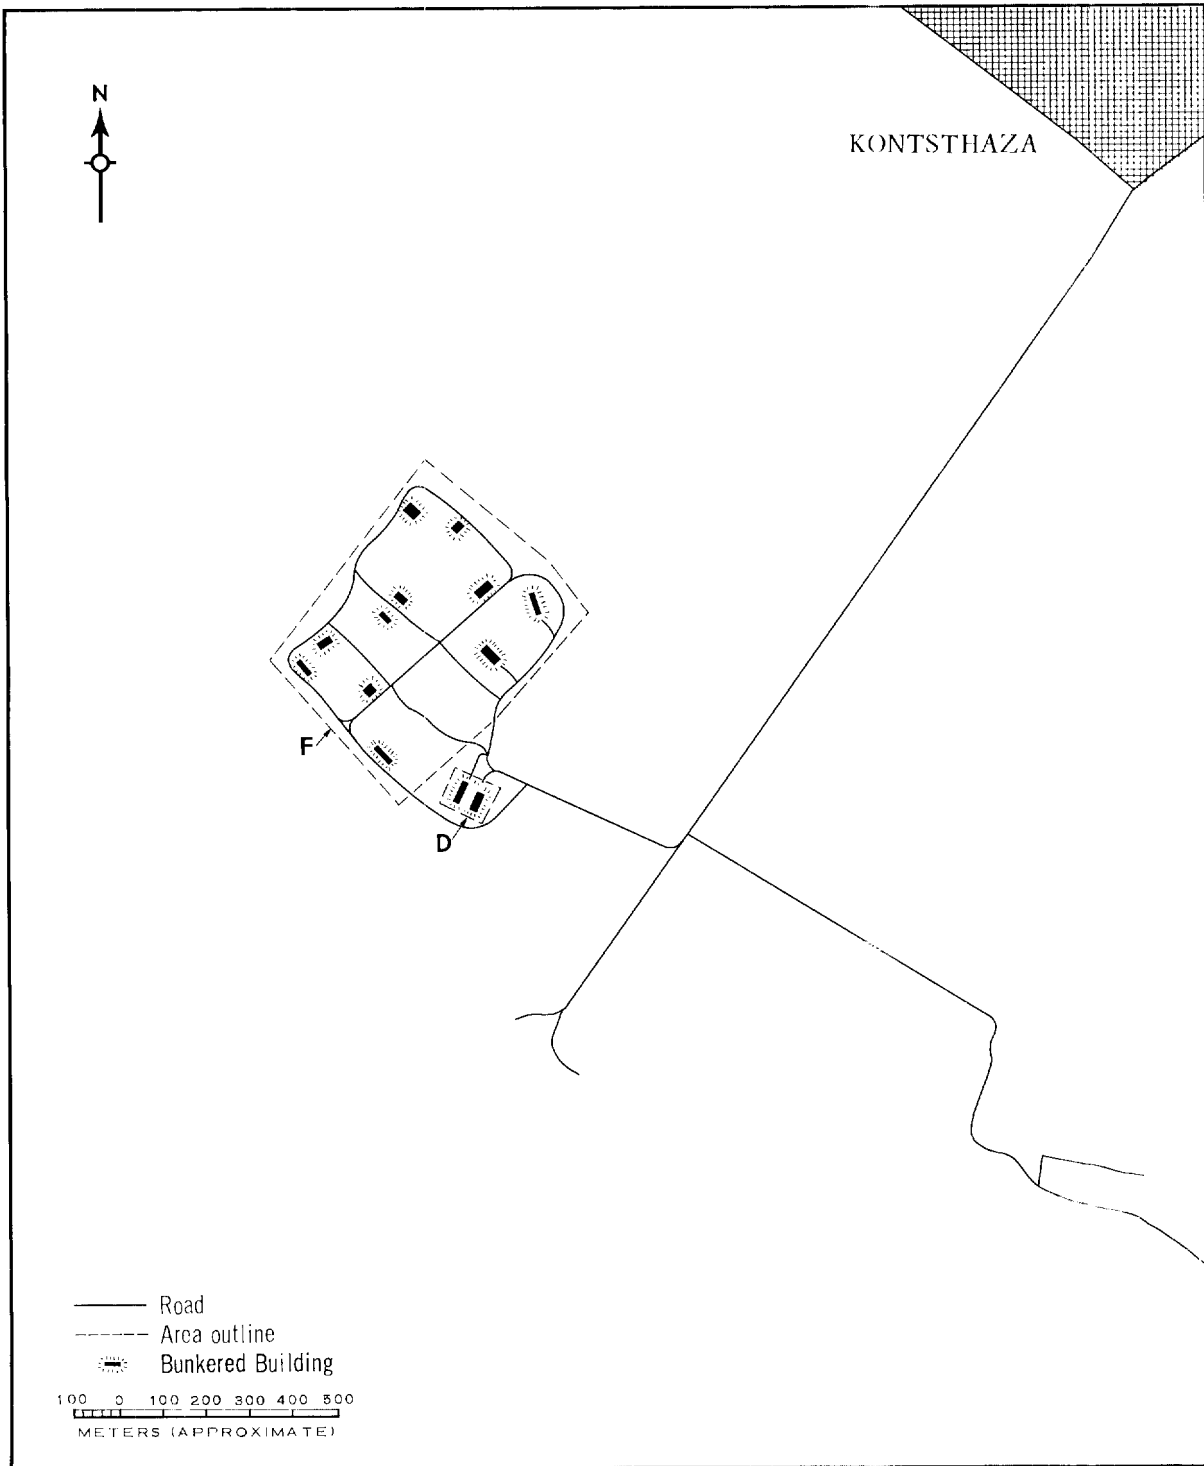 N
KONTSTHAZA
F
D
Road
Area outline
Bunkered Building
100 0 100 200 300 400 500
METERS (APPROXIMATE)